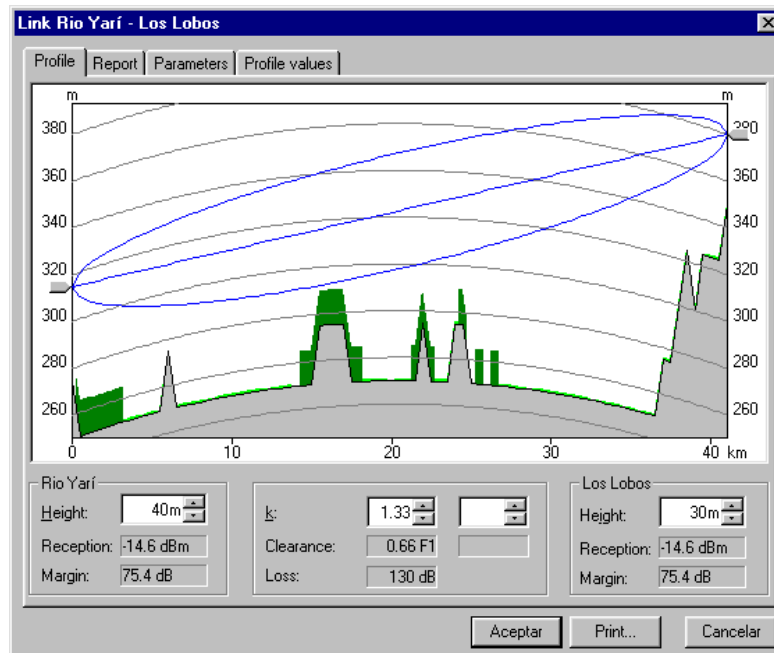 Link Rio Yarí - Los Lobos
Profile Report Parameters Profile values
m m
380 380
360 360
340 340
320 320
300 300
280 280
260 260
0 10 20 30 40 km
Rio Yarí
Height: 40m
Reception: -14.6 dBm
Margin: 75.4 dB
k: 1.33
Clearance: 0.66 F1
Loss: 130 dB
Los Lobos
Height: 30m
Reception: -14.6 dBm
Margin: 75.4 dB
Aceptar Print... Cancelar